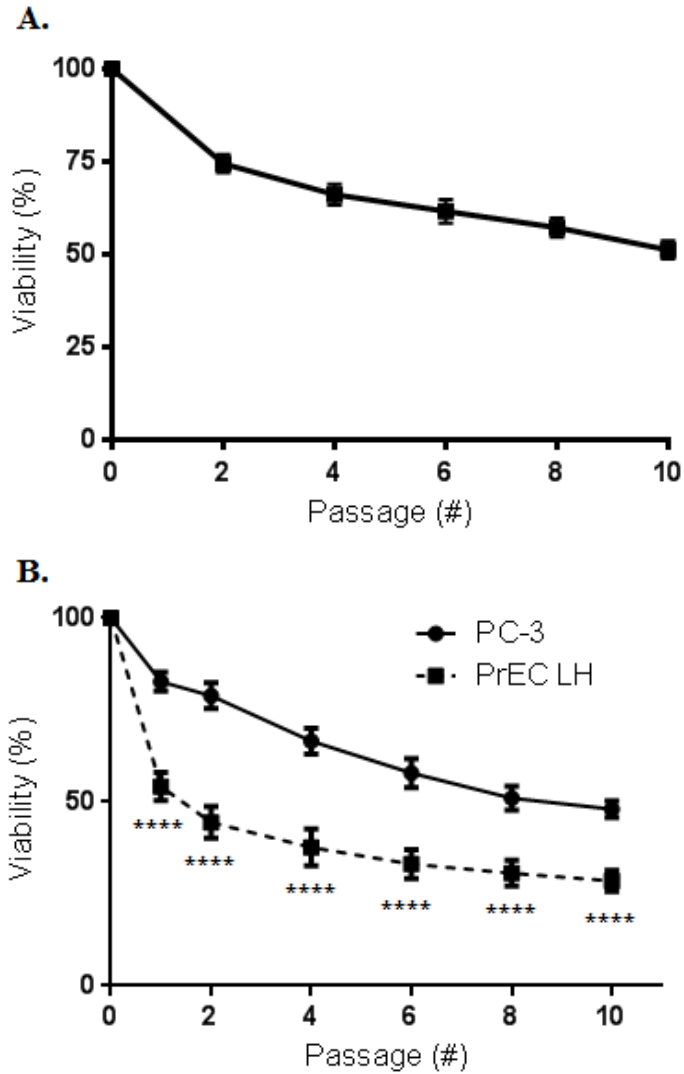 A.
100
75
50
25
0
Viability (%)
0 2 4 6 8 10
Passage (#)
B.
100
50
0
Viability (%)
PC-3
PrEC LH
****
****
****
****
****
****
0 2 4 6 8 10
Passage (#)